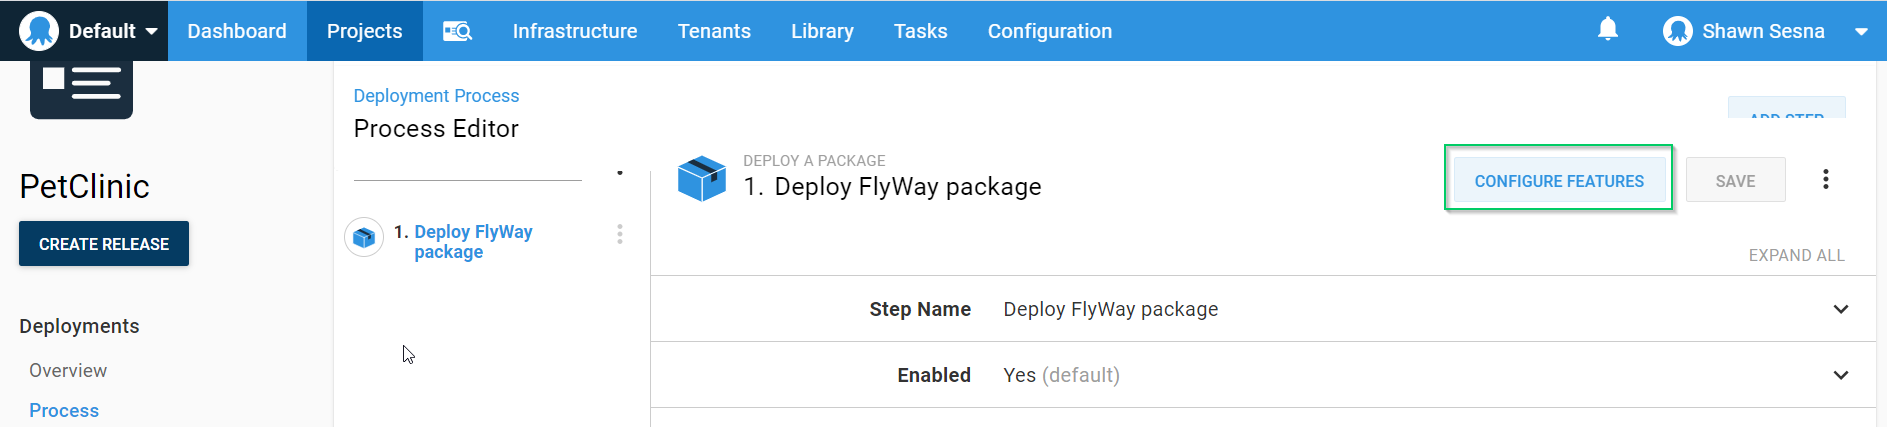 Default
Dashboard
Projects
Infrastructure
Tenants
Library
Tasks
Configuration
Shawn Sesna
PetClinic
CREATE RELEASE
Deployments
Overview
Process
Deployment Process
Process Editor
ADD STEP
1. Deploy FlyWay
package
DEPLOY A PACKAGE
1. Deploy FlyWay package
CONFIGURE FEATURES
SAVE
EXPAND ALL
Step Name Deploy FlyWay package
Enabled Yes (default)